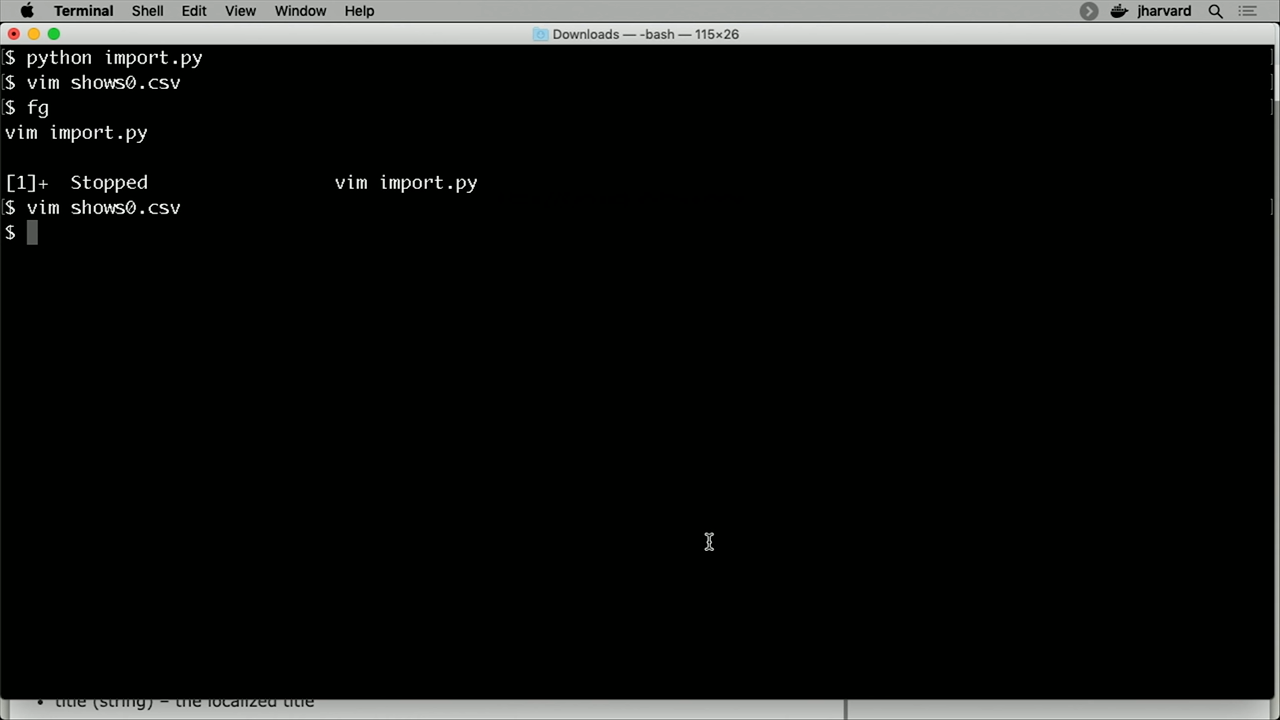 Terminal Shell Edit View Window Help jharvard
Downloads — -bash — 115×26
$ python import.py
$ vim shows0.csv
$ fg
vim import.py
[1]+  Stopped                 vim import.py
$ vim shows0.csv
$
• title (string) – the localized title